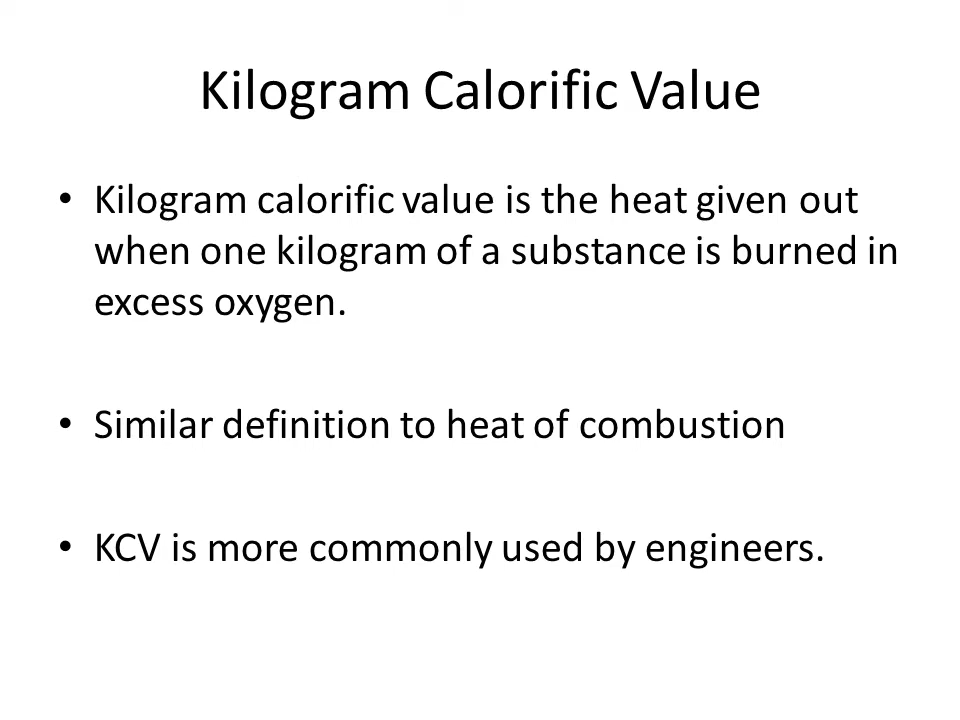 Kilogram Calorific Value
• Kilogram calorific value is the heat given out
when one kilogram of a substance is burned in
excess oxygen.
• Similar definition to heat of combustion
• KCV is more commonly used by engineers.